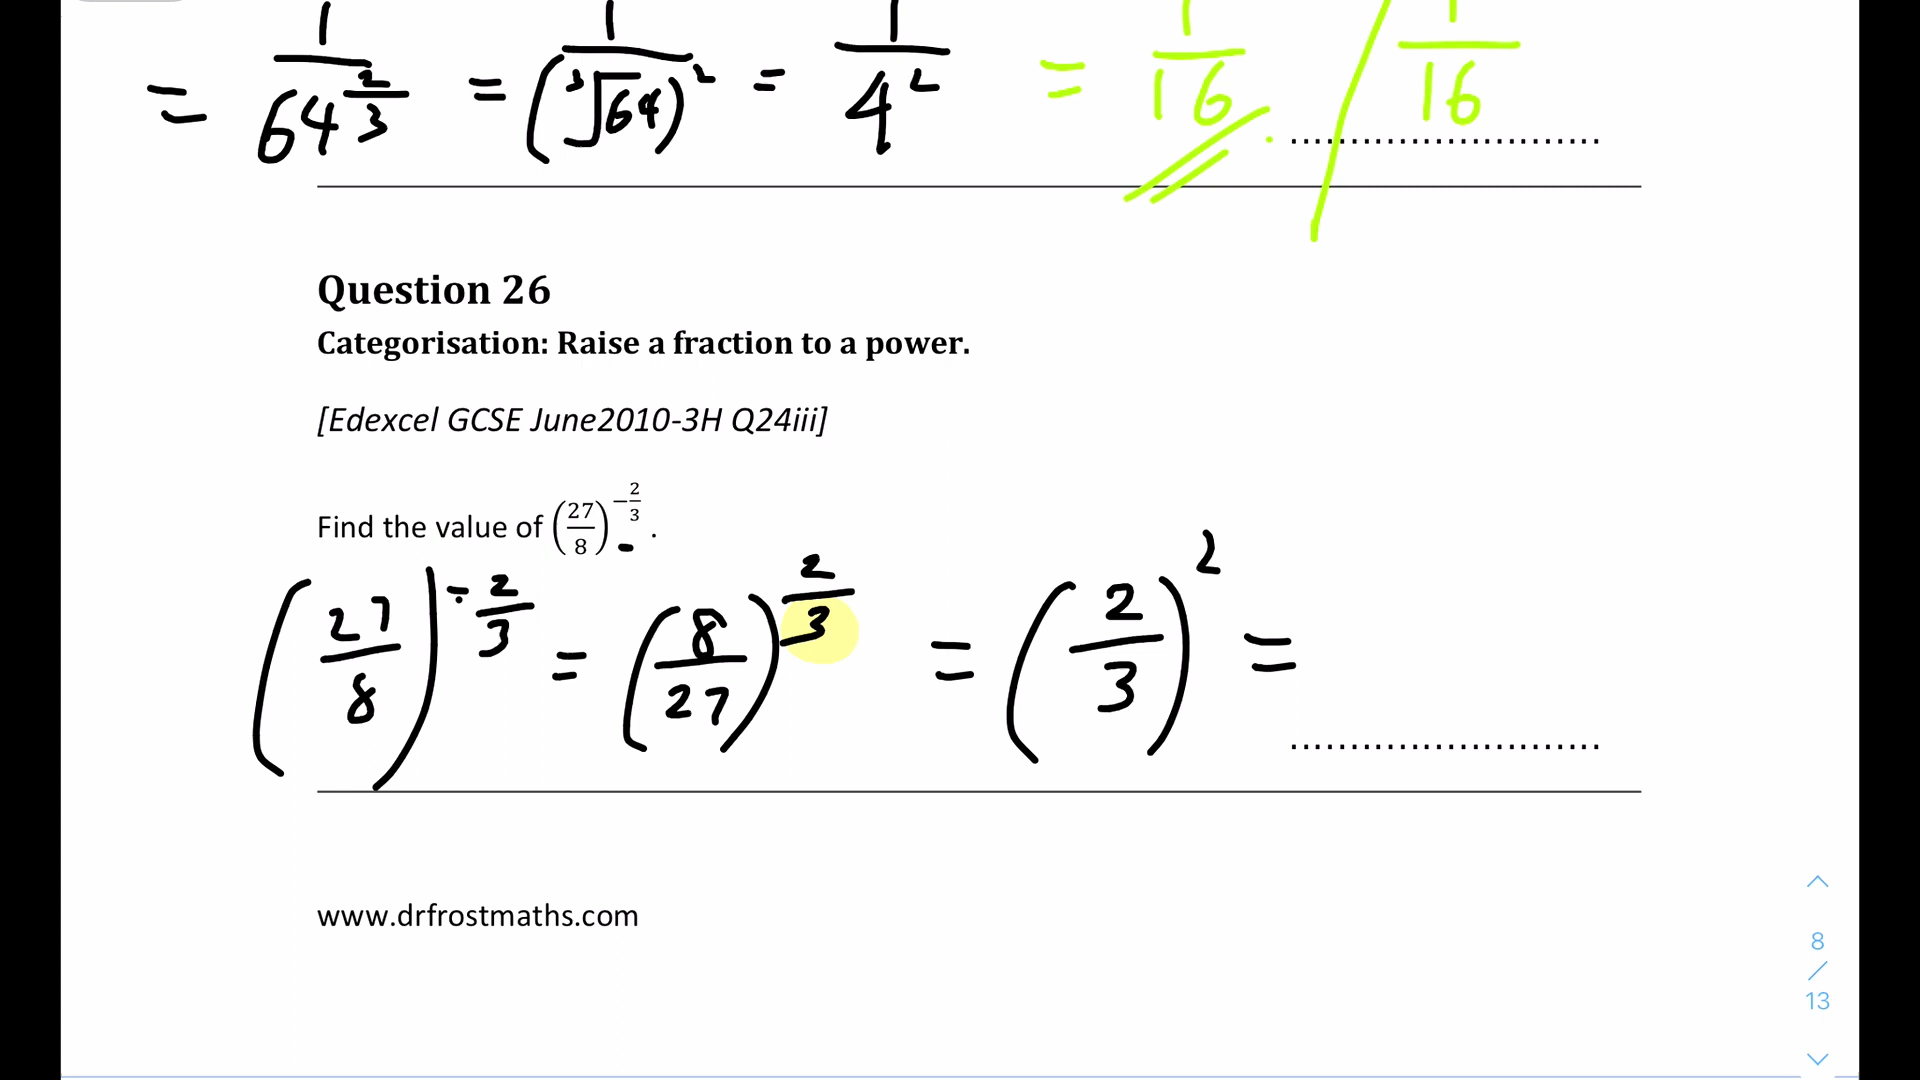 = 1/64^(2/3) = 1/(³√64)² = 1/4² = 1/16 1/16
..........................
Question 26
Categorisation: Raise a fraction to a power.
[Edexcel GCSE June2010-3H Q24iii]
Find the value of (27/8)^(−2/3) .
(27/8)^(-2/3) = (8/27)^(2/3) = (2/3)² =
..........................
www.drfrostmaths.com
8
/
13